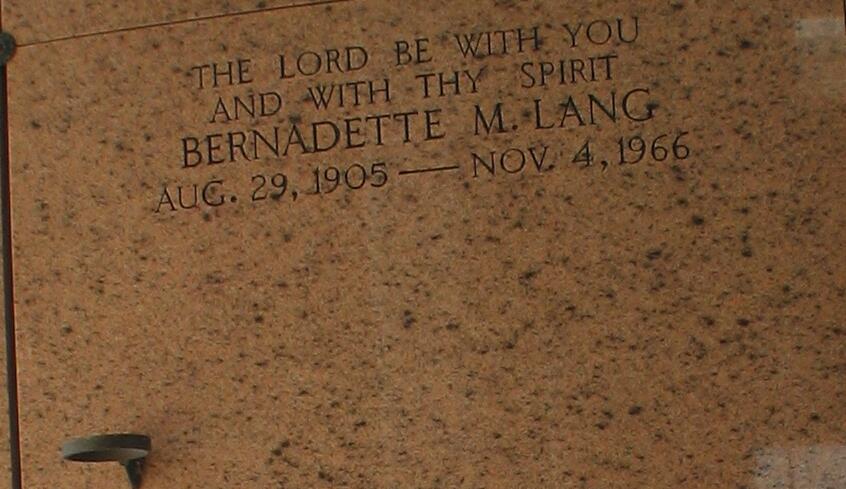 THE LORD BE WITH YOU
AND WITH THY SPIRIT
BERNADETTE M. LANG
AUG. 29, 1905 — NOV. 4, 1966